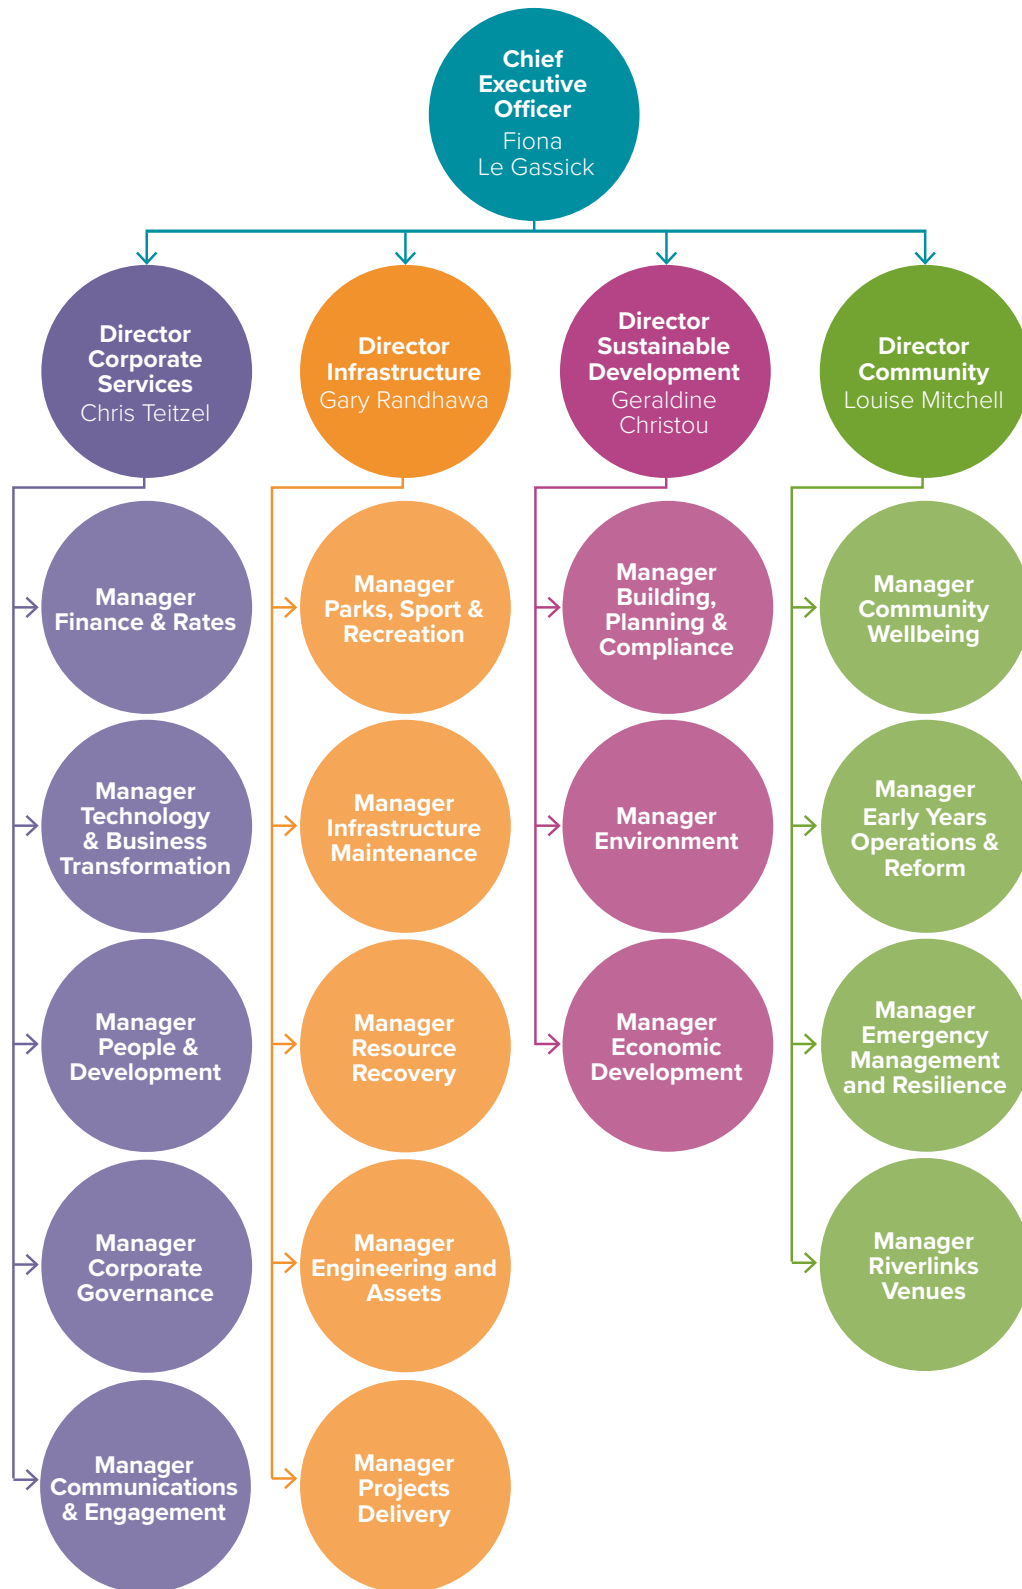 Chief
Executive
Officer
Fiona
Le Gassick
Director
Corporate
Services
Chris Teitzel
Director
Infrastructure
Gary Randhawa
Director
Sustainable
Development
Geraldine
Christou
Director
Community
Louise Mitchell
Manager
Finance & Rates
Manager
Parks, Sport &
Recreation
Manager
Building,
Planning &
Compliance
Manager
Community
Wellbeing
Manager
Technology
& Business
Transformation
Manager
Infrastructure
Maintenance
Manager
Environment
Manager
Early Years
Operations &
Reform
Manager
People &
Development
Manager
Resource
Recovery
Manager
Economic
Development
Manager
Emergency
Management
and Resilience
Manager
Corporate
Governance
Manager
Engineering and
Assets
Manager
Riverlinks
Venues
Manager
Communications
& Engagement
Manager
Projects
Delivery